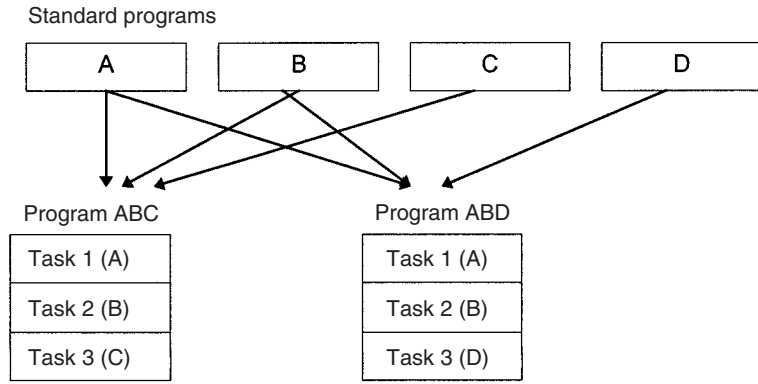 Standard programs
A B C D
Program ABC Program ABD
Task 1 (A) Task 1 (A)
Task 2 (B) Task 2 (B)
Task 3 (C) Task 3 (D)